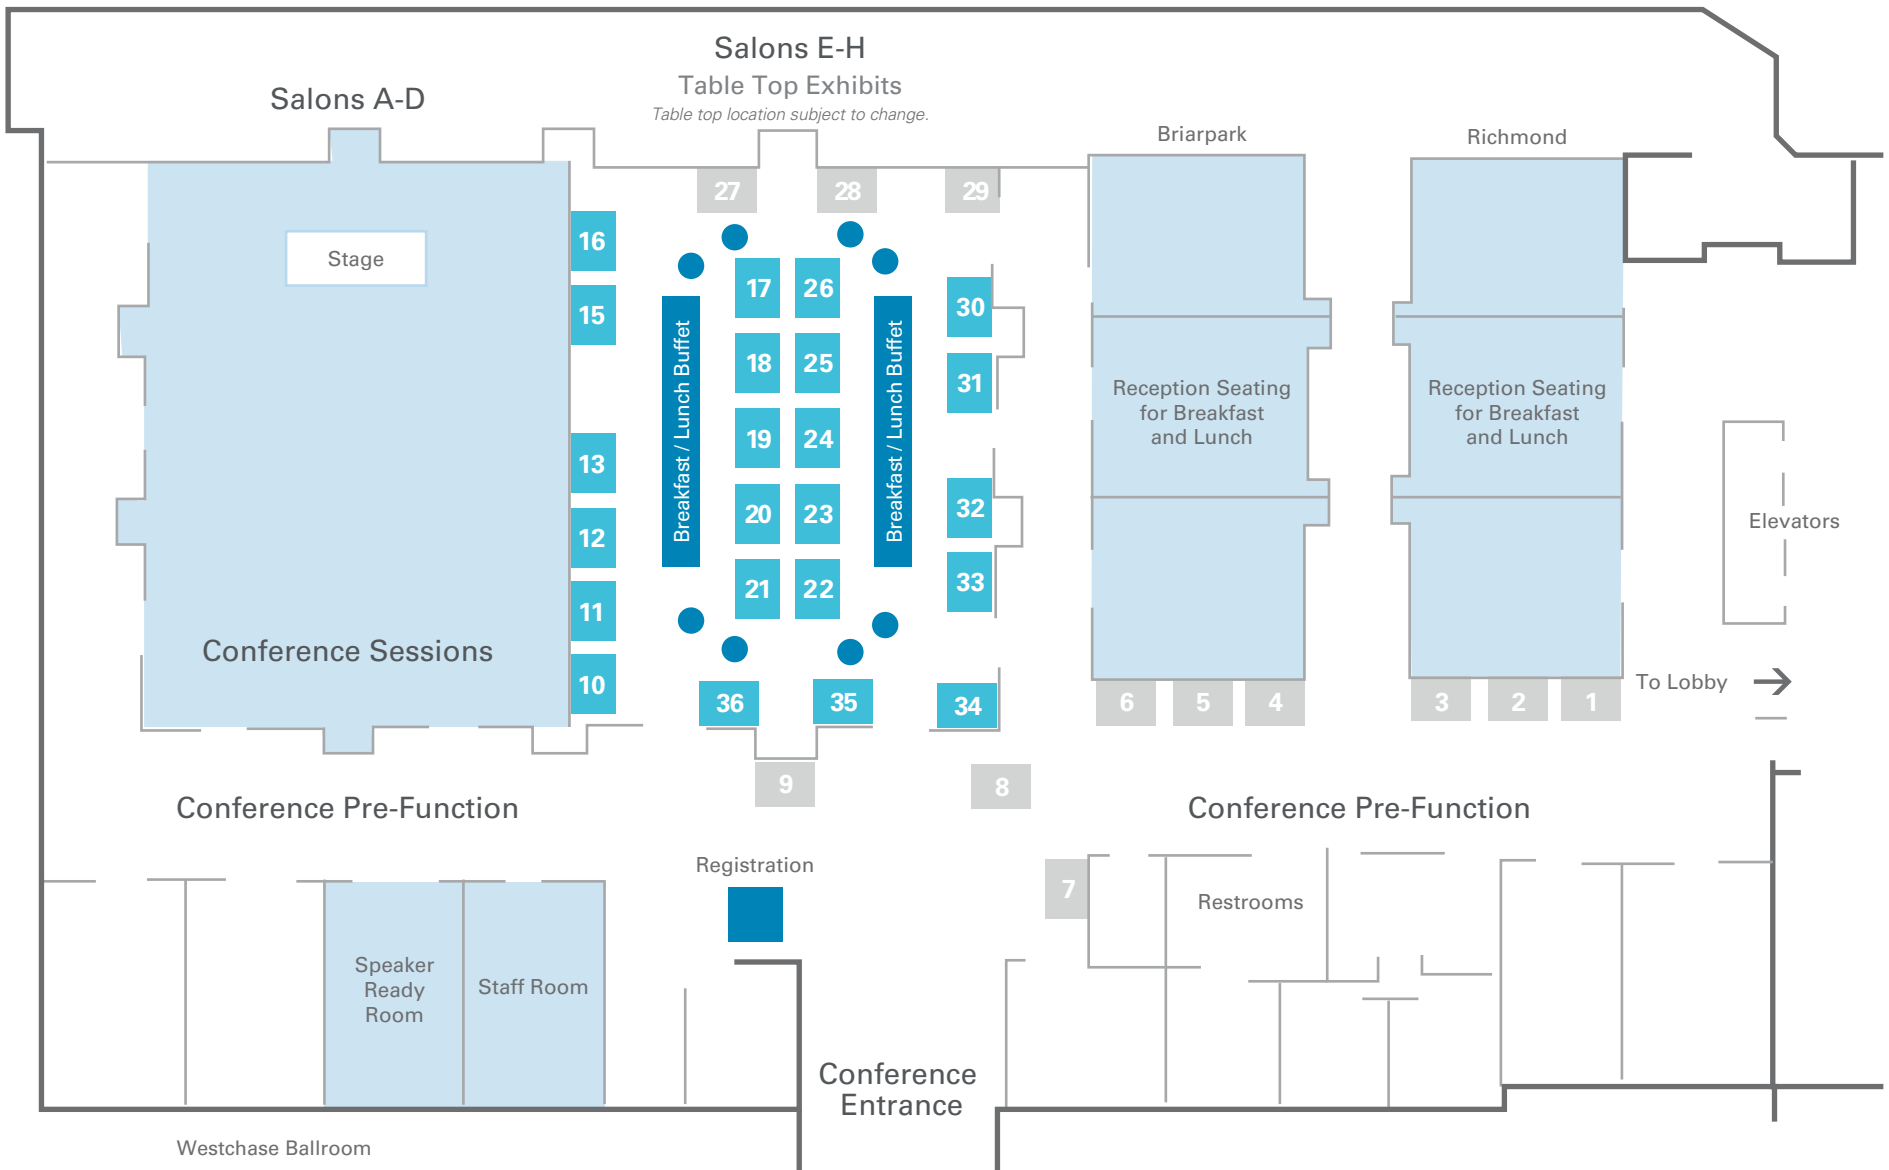 Salons E-H
Table Top Exhibits
Table top location subject to change.
Salons A-D
Briarpark
Richmond
27
28
29
16
Stage
15
17
26
30
18
25
31
Breakfast / Lunch Buffet
Breakfast / Lunch Buffet
Reception Seating
for Breakfast
and Lunch
Reception Seating
for Breakfast
and Lunch
19
24
13
20
23
32
12
Elevators
21
22
33
11
Conference Sessions
10
36
35
34
6
5
4
3
2
1
To Lobby
9
8
Conference Pre-Function
Conference Pre-Function
Registration
7
Restrooms
Speaker
Ready
Room
Staff Room
Conference
Entrance
Westchase Ballroom